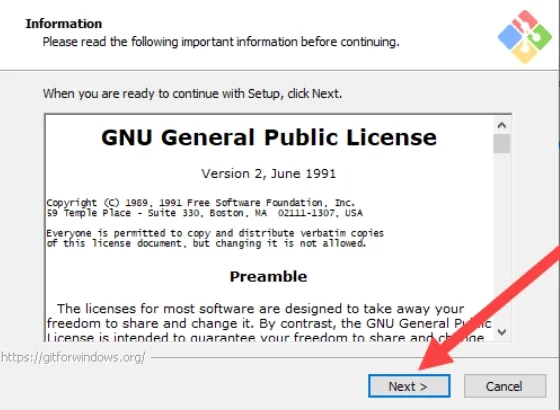 Information
Please read the following important information before continuing.
When you are ready to continue with Setup, click Next.
GNU General Public License
Version 2, June 1991
Copyright (C) 1989, 1991 Free Software Foundation, Inc.
59 Temple Place - Suite 330, Boston, MA  02111-1307, USA
Everyone is permitted to copy and distribute verbatim copies
of this license document, but changing it is not allowed.
Preamble
The licenses for most software are designed to take away your
freedom to share and change it. By contrast, the GNU General Public
License is intended to guarantee your freedom to share and change
https://gitforwindows.org/
Next >
Cancel